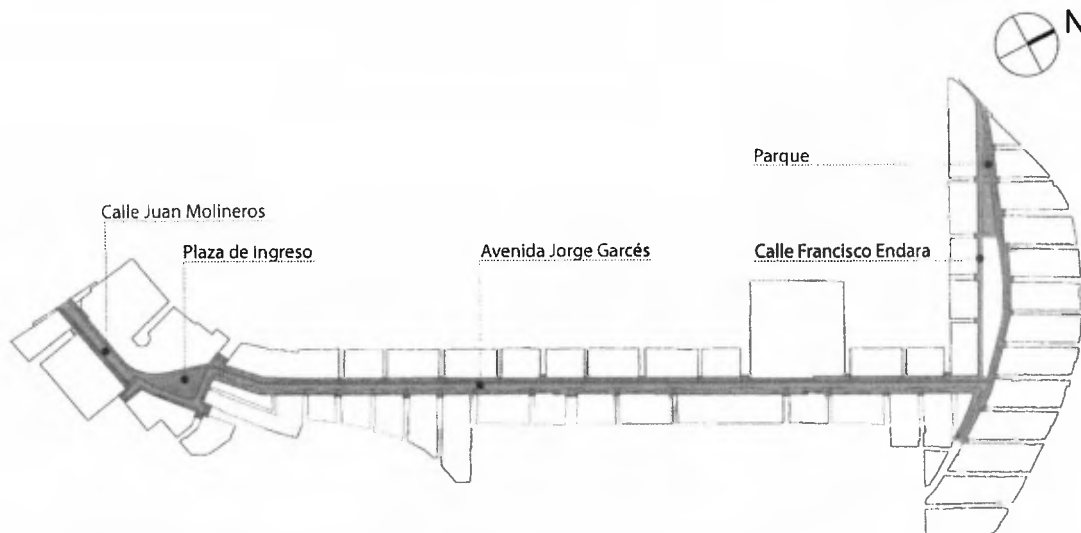 N
Parque
Calle Juan Molineros
Plaza de Ingreso
Avenida Jorge Garcés
Calle Francisco Endara